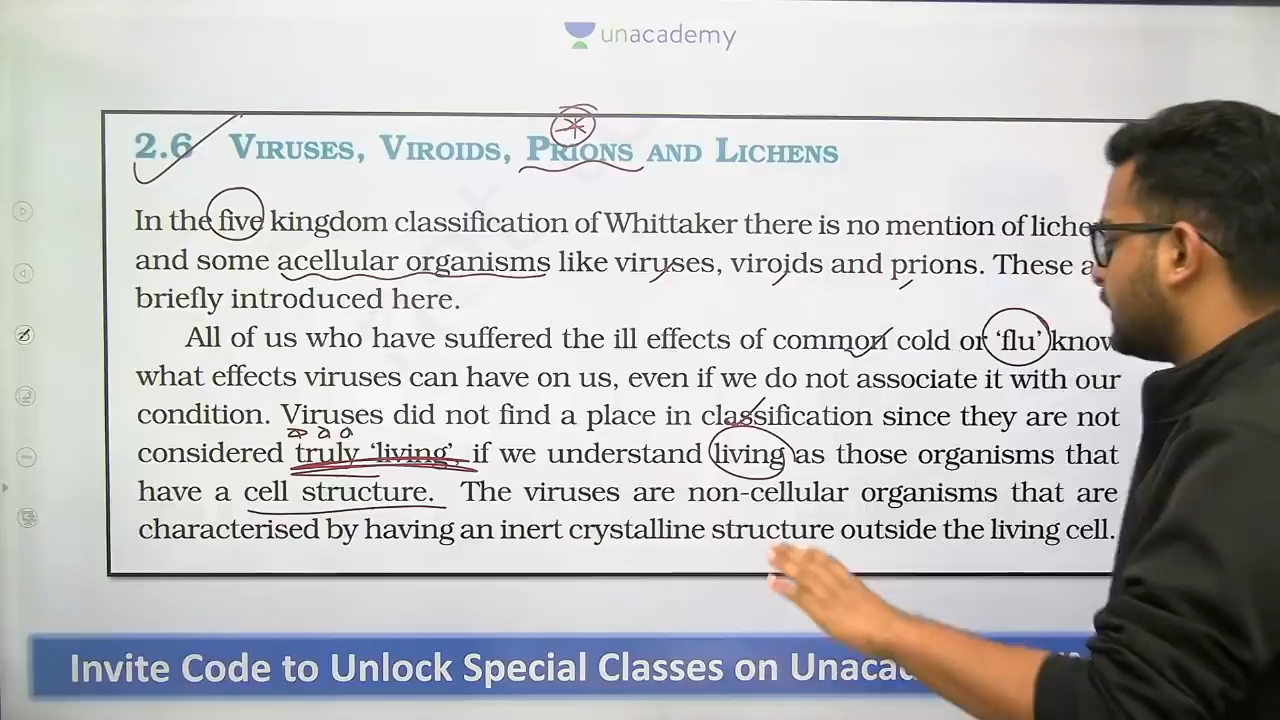 unacademy
2.6 VIRUSES, VIROIDS, PRIONS AND LICHENS
In the five kingdom classification of Whittaker there is no mention of liche
and some acellular organisms like viruses, viroids and prions. These a
briefly introduced here.
All of us who have suffered the ill effects of common cold or ‘flu’ know
what effects viruses can have on us, even if we do not associate it with our
condition. Viruses did not find a place in classification since they are not
considered truly ‘living’, if we understand living as those organisms that
have a cell structure. The viruses are non-cellular organisms that are
characterised by having an inert crystalline structure outside the living cell.
Invite Code to Unlock Special Classes on Unaca